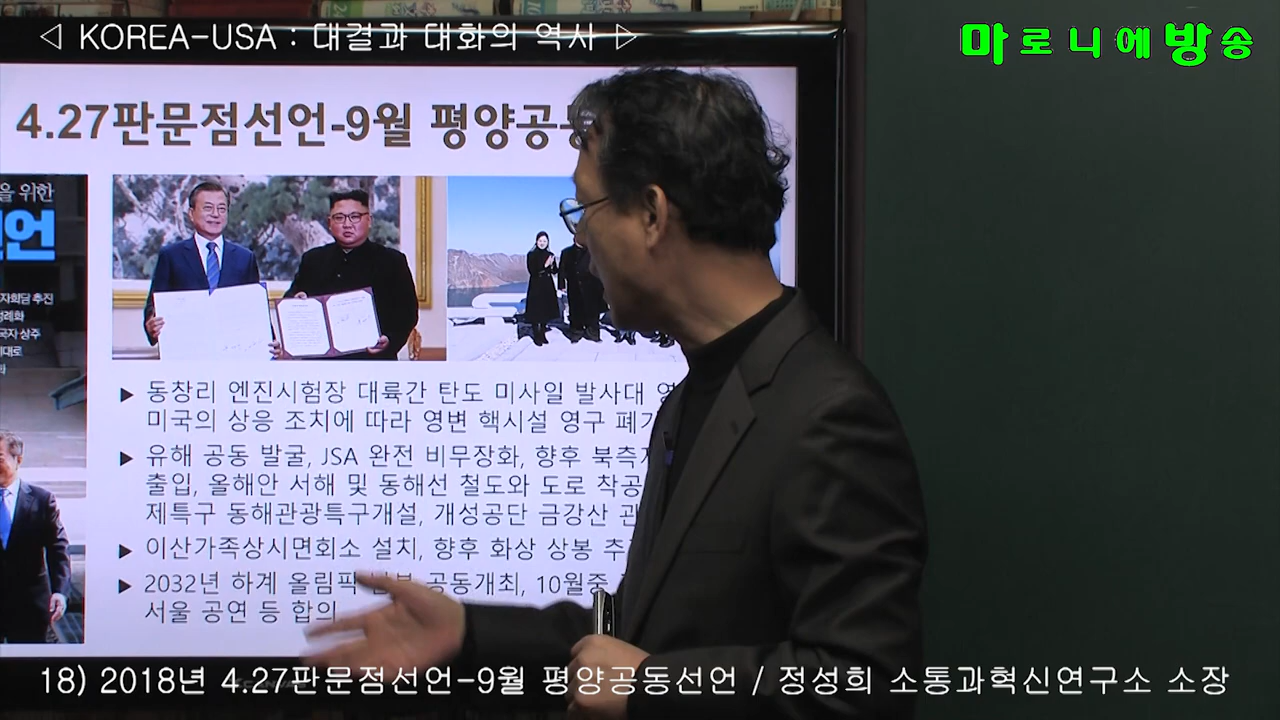 ◁ KOREA-USA : 대결과 대화의 역사 ▷
마로니에방송
4.27판문점선언-9월 평양공동
을 위한
언
자회담 추진
정례화
국자 상주
▶ 동창리 엔진시험장 대륙간 탄도 미사일 발사대
미국의 상응 조치에 따라 영변 핵시설 영구 폐기
▶ 유해 공동 발굴, JSA 완전 비무장화, 향후 북측
출입, 올해안 서해 및 동해선 철도와 도로 착공
제특구 동해관광특구개설, 개성공단 금강산 관
▶ 이산가족상시면회소 설치, 향후 화상 상봉 추
▶ 2032년 하계 올림픽 공동개최, 10월중
서울 공연 등 합의
18) 2018년 4.27판문점선언-9월 평양공동선언 / 정성희 소통과혁신연구소 소장